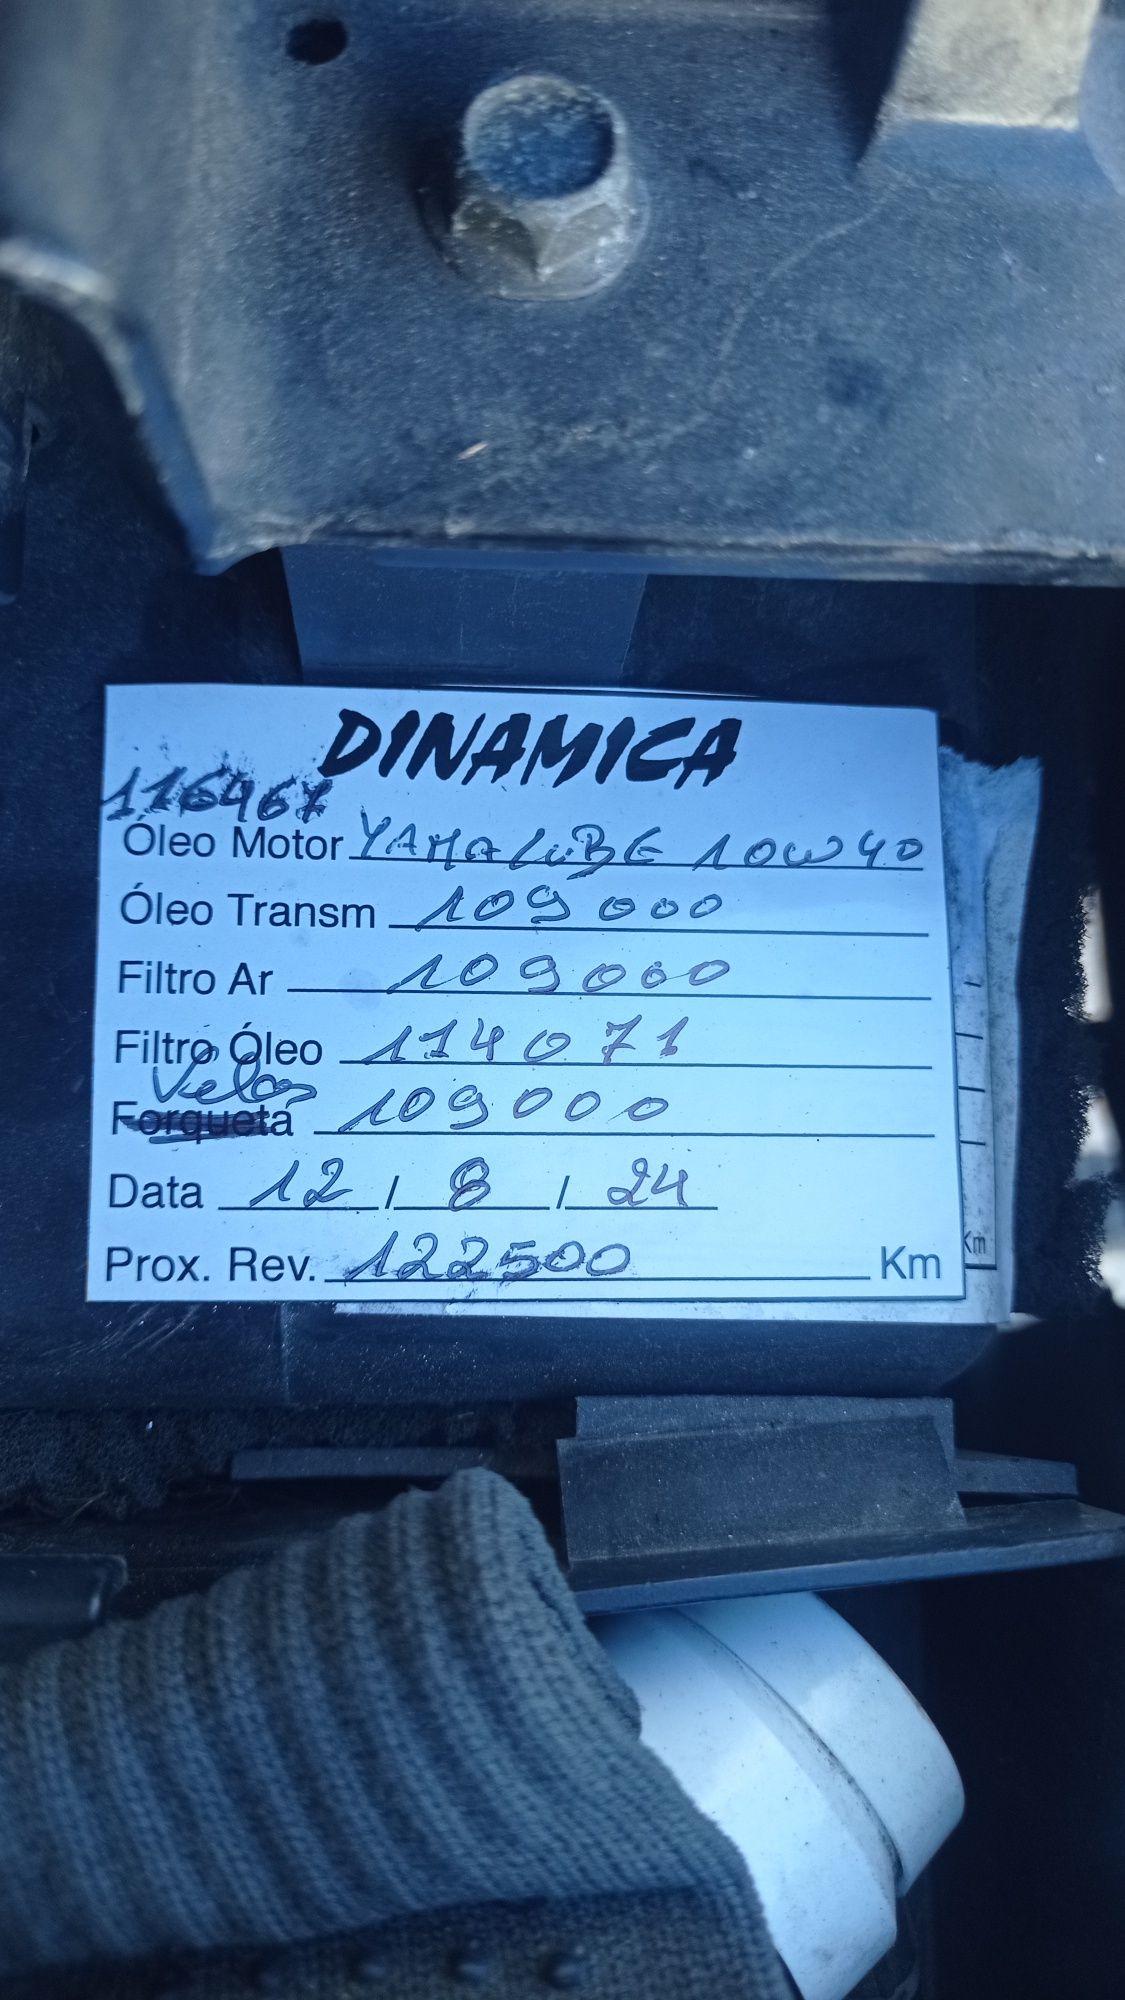 DINAMICA
116467
Óleo Motor YAMALUBE 10W40
Óleo Transm 109000
Filtro Ar 109000
Filtro Óleo 114071
Velas
Forqueta 109000
Data 12 / 8 / 24
Prox. Rev. 122500 Km
Km